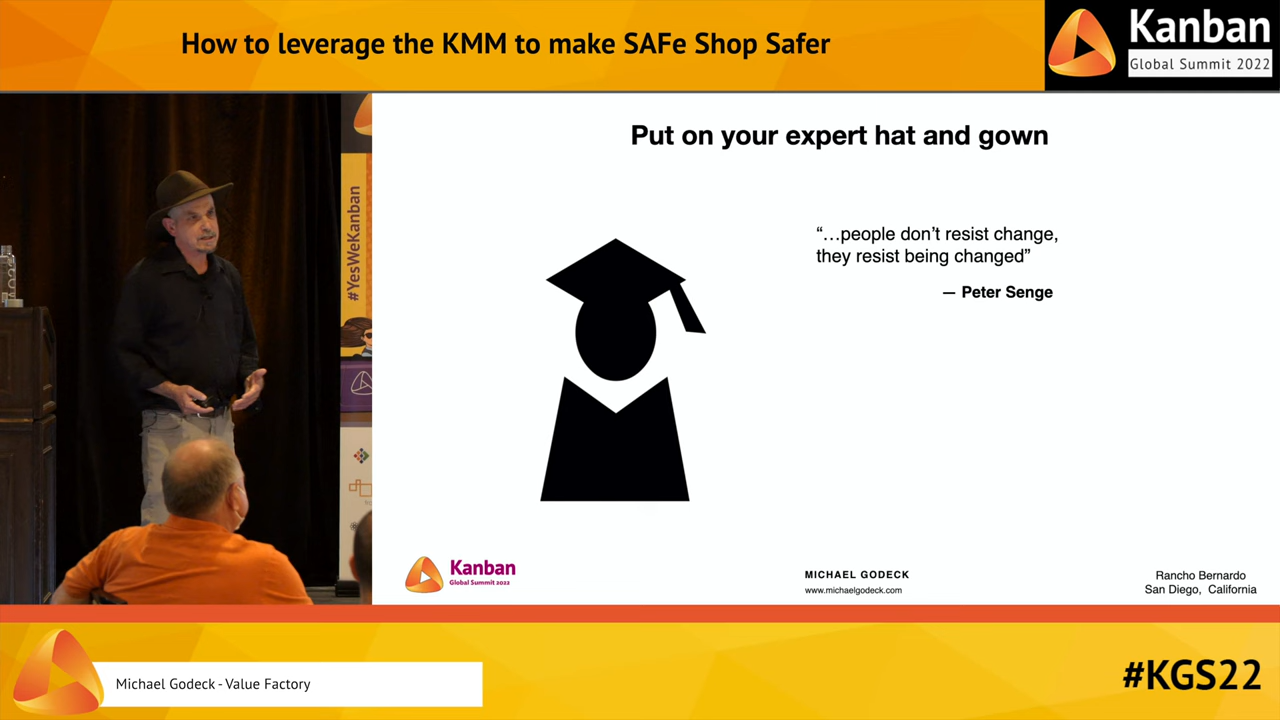 How to leverage the KMM to make SAFe Shop Safer
Kanban
Global Summit 2022
#YesWeKanban
Put on your expert hat and gown
“…people don’t resist change,
they resist being changed”
— Peter Senge
Kanban
Global Summit 2022
MICHAEL GODECK
www.michaelgodeck.com
Rancho Bernardo
San Diego, California
Michael Godeck - Value Factory
#KGS22